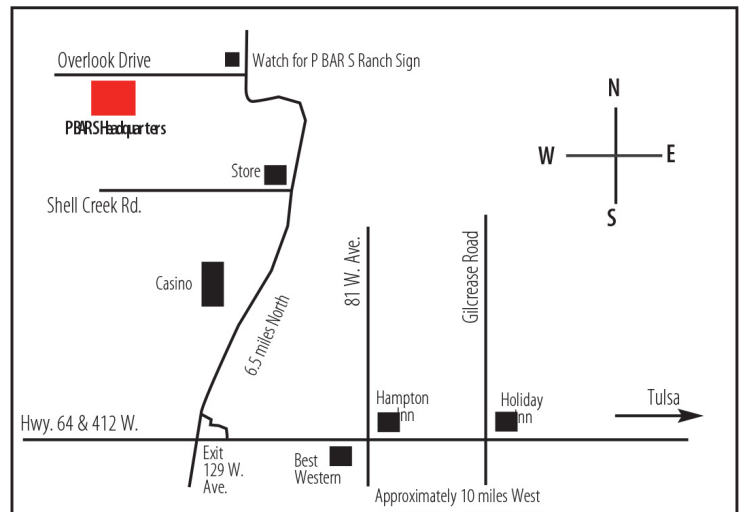 Overlook Drive
Watch for P BAR S Ranch Sign
P BAR S Headquarters
N
W
E
S
Store
Shell Creek Rd.
Casino
6.5 miles North
81 W. Ave.
Gilcrease Road
Hampton
Inn
Holiday
Inn
Tulsa
Hwy. 64 & 412 W.
Exit
129 W.
Ave.
Best
Western
Approximately 10 miles West